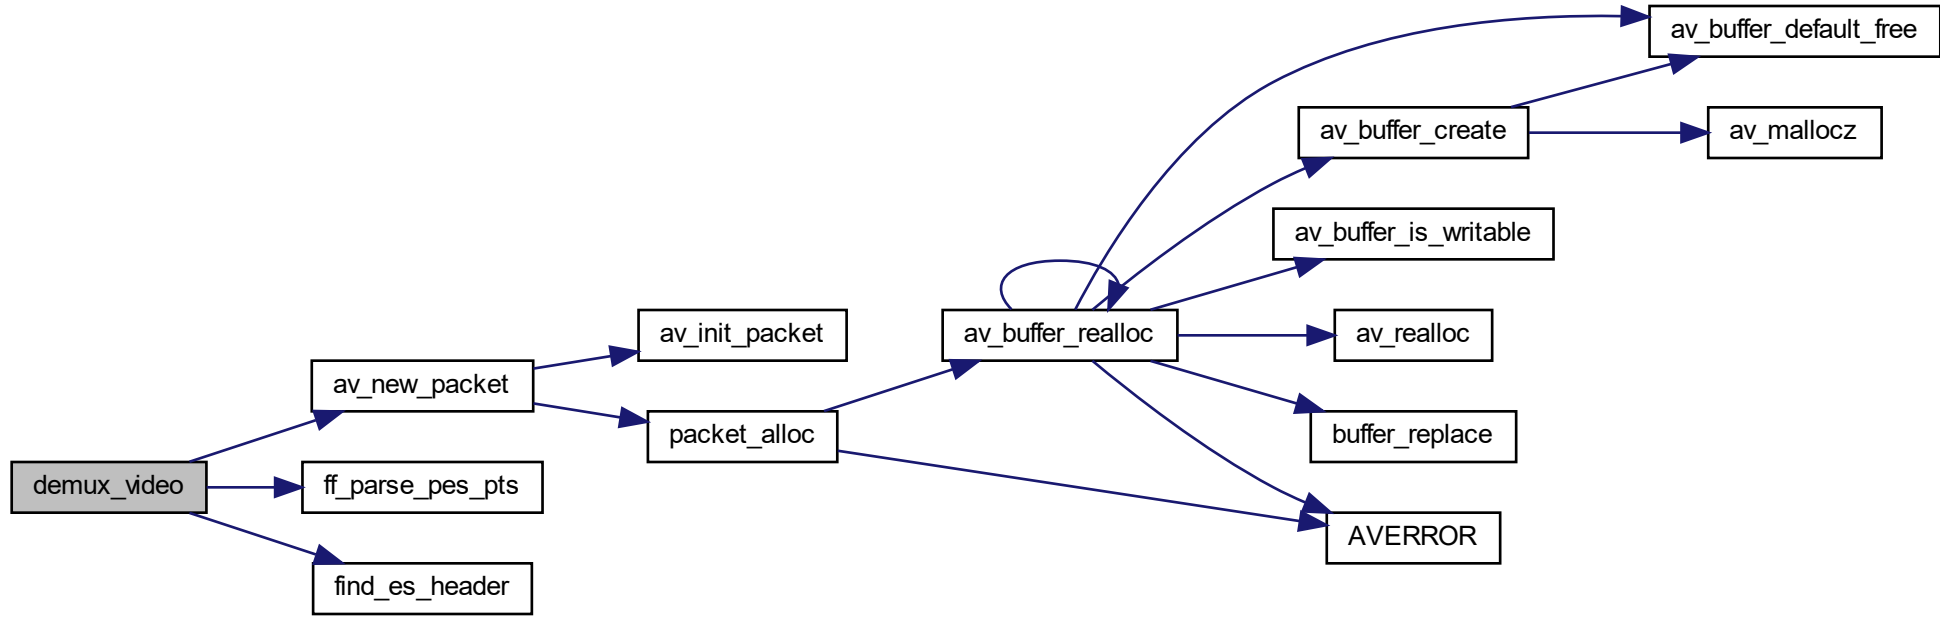 av_buffer_default_free
av_buffer_create
av_mallocz
av_buffer_is_writable
av_init_packet
av_buffer_realloc
av_realloc
av_new_packet
packet_alloc
buffer_replace
demux_video
ff_parse_pes_pts
AVERROR
find_es_header